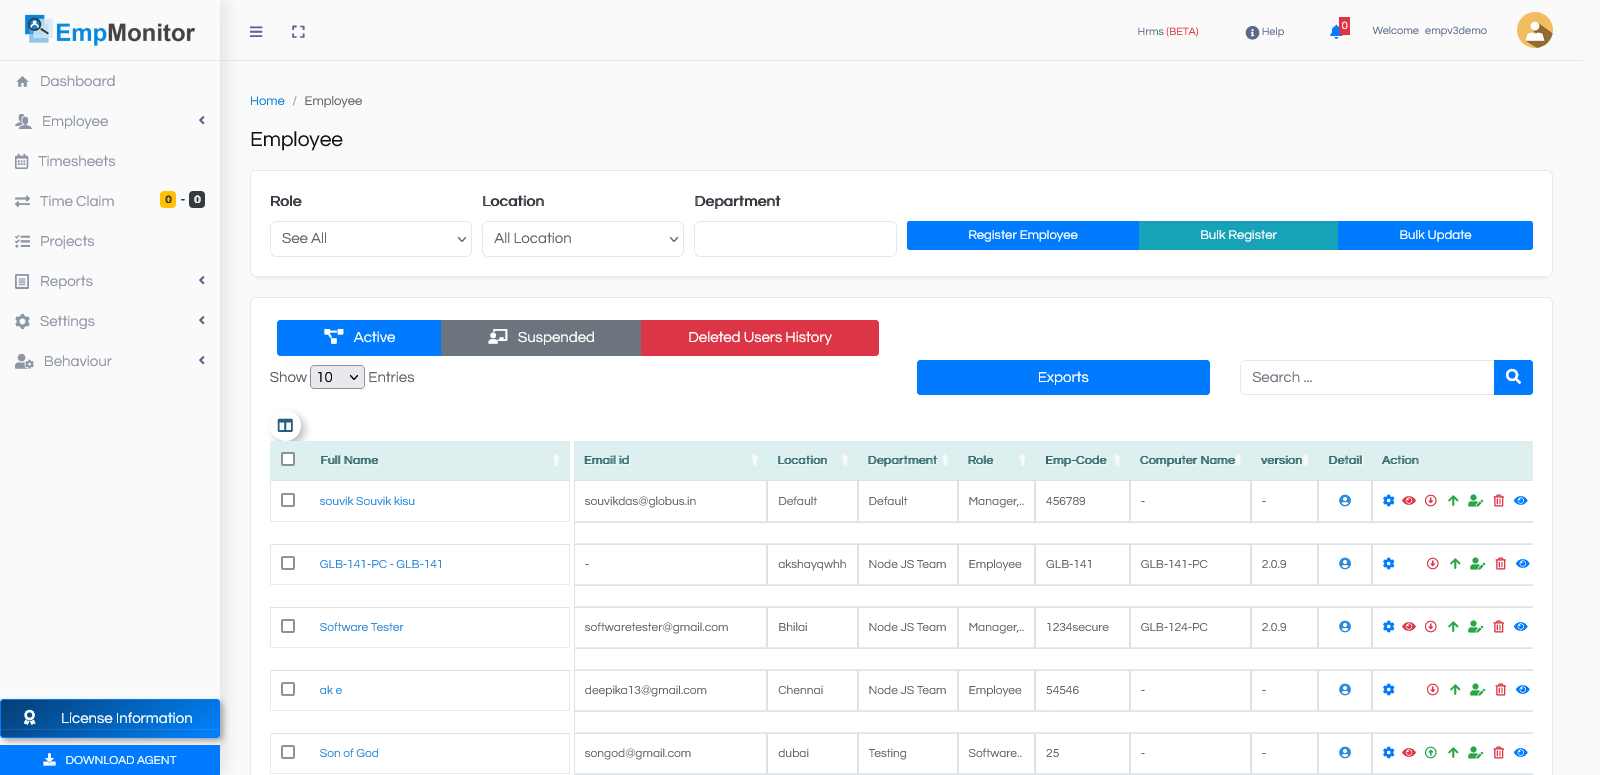 EmpMonitor
Hrms (BETA)
Help
0
Welcome empv3demo
Dashboard
Employee
Timesheets
Time Claim 0 - 0
Projects
Reports
Settings
Behaviour
License Information
DOWNLOAD AGENT
Home / Employee
Employee
Role Location Department
See All All Location Register Employee Bulk Register Bulk Update
Active Suspended Deleted Users History
Show 10 Entries Exports Search ...
Full Name Email id Location Department Role Emp-Code Computer Name version Detail Action
souvik Souvik kisu souvikdas@globus.in Default Default Manager,.. 456789 - -
GLB-141-PC - GLB-141 - akshayqwhh Node JS Team Employee GLB-141 GLB-141-PC 2.0.9
Software Tester softwaretester@gmail.com Bhilai Node JS Team Manager,.. 1234secure GLB-124-PC 2.0.9
ak e deepika13@gmail.com Chennai Node JS Team Employee 54546 - -
Son of God songod@gmail.com dubai Testing Software.. 25 - -